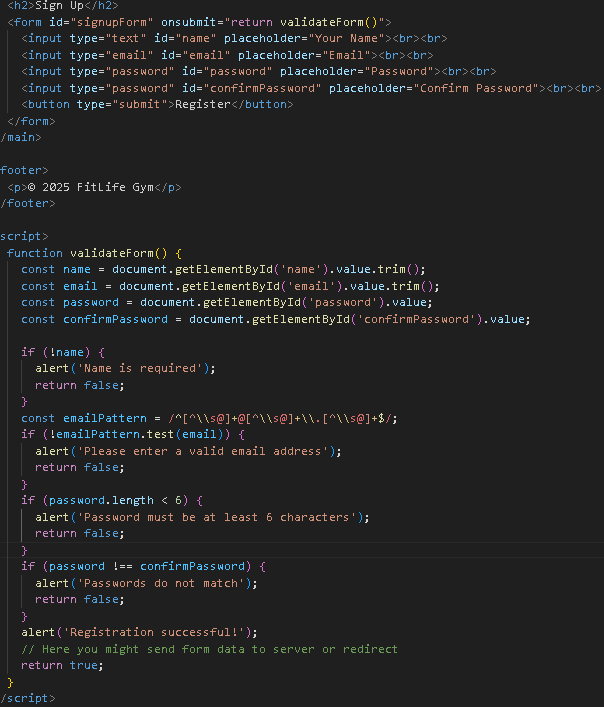 <h2>Sign Up</h2>
<form id="signupForm" onsubmit="return validateForm()">
<input type="text" id="name" placeholder="Your Name"><br><br>
<input type="email" id="email" placeholder="Email"><br><br>
<input type="password" id="password" placeholder="Password"><br><br>
<input type="password" id="confirmPassword" placeholder="Confirm Password"><br><br>
<button type="submit">Register</button>
</form>
/main>
footer>
<p>© 2025 FitLife Gym</p>
/footer>
script>
function validateForm() {
const name = document.getElementById('name').value.trim();
const email = document.getElementById('email').value.trim();
const password = document.getElementById('password').value;
const confirmPassword = document.getElementById('confirmPassword').value;
if (!name) {
alert('Name is required');
return false;
}
const emailPattern = /^[^\\s@]+@[^\\s@]+\\.[^\\s@]+$/;
if (!emailPattern.test(email)) {
alert('Please enter a valid email address');
return false;
}
if (password.length < 6) {
alert('Password must be at least 6 characters');
return false;
}
if (password !== confirmPassword) {
alert('Passwords do not match');
return false;
}
alert('Registration successful!');
// Here you might send form data to server or redirect
return true;
}
/script>